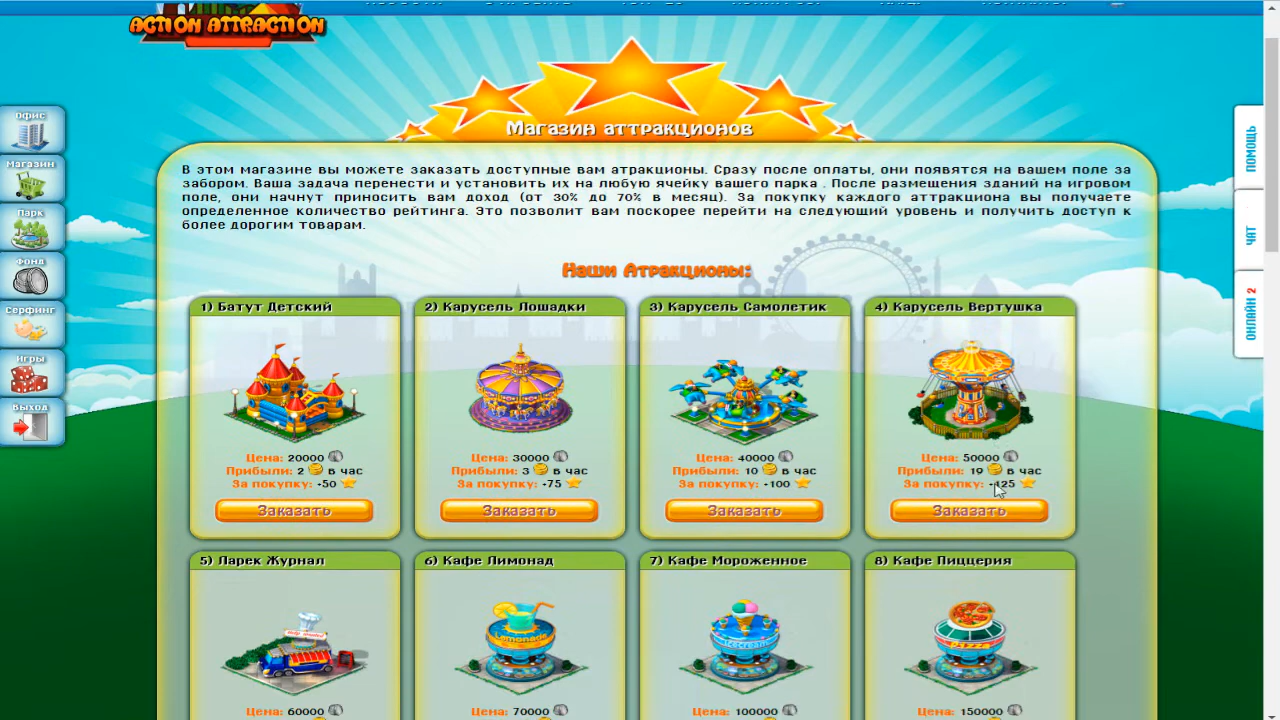 ACTION ATTRACTION
Офис
Магазин
Парк
Фонд
Серфинг
Игры
Выход
ПОМОЩЬ
ЧАТ
ОНЛАЙН 2
Магазин аттракционов
В этом магазине вы можете заказать доступные вам атракционы. Сразу после оплаты, они появятся на вашем поле за
забором. Ваша задача перенести и установить их на любую ячейку вашего парка . После размещения зданий на игровом
поле, они начнут приносить вам доход (от 30% до 70% в месяц). За покупку каждого аттракциона вы получаете
определенное количество рейтинга. Это позволит вам поскорее перейти на следующий уровень и получить доступ к
более дорогим товарам.
Наши Атракционы:
1) Батут Детский
Цена: 20000
Прибыли: 2 в час
За покупку: -50
Заказать
2) Карусель Лошадки
Цена: 30000
Прибыли: 3 в час
За покупку: -75
Заказать
3) Карусель Самолетик
Цена: 40000
Прибыли: 10 в час
За покупку: -100
Заказать
4) Карусель Вертушка
Цена: 50000
Прибыли: 19 в час
За покупку: -125
Заказать
5) Ларек Журнал
Цена: 60000
6) Кафе Лимонад
Lemonade
Цена: 70000
7) Кафе Мороженное
Цена: 100000
8) Кафе Пиццерия
Цена: 150000